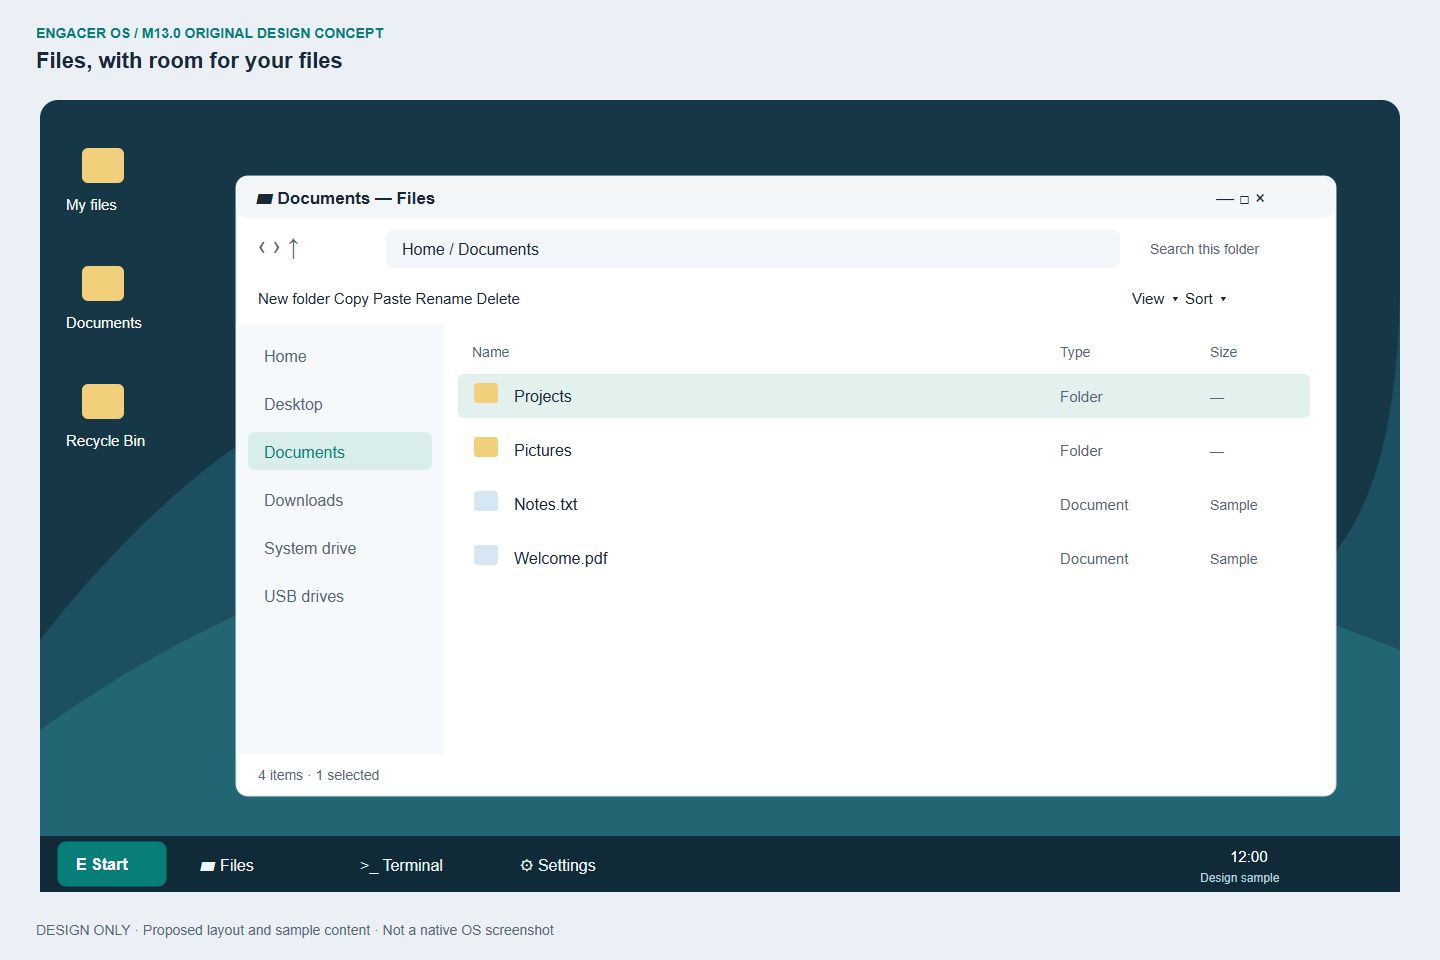 ENGACER OS / M13.0 ORIGINAL DESIGN CONCEPT
Files, with room for your files
My files
Documents
Recycle Bin
▰ Documents — Files
— □ ×
‹ › ↑
Home / Documents
Search this folder
New folder Copy Paste Rename Delete
View ▾ Sort ▾
Home
Desktop
Documents
Downloads
System drive
USB drives
Name Type Size
Projects Folder —
Pictures Folder —
Notes.txt Document Sample
Welcome.pdf Document Sample
4 items · 1 selected
E Start
▰ Files
>_ Terminal
⚙ Settings
12:00
Design sample
DESIGN ONLY · Proposed layout and sample content · Not a native OS screenshot